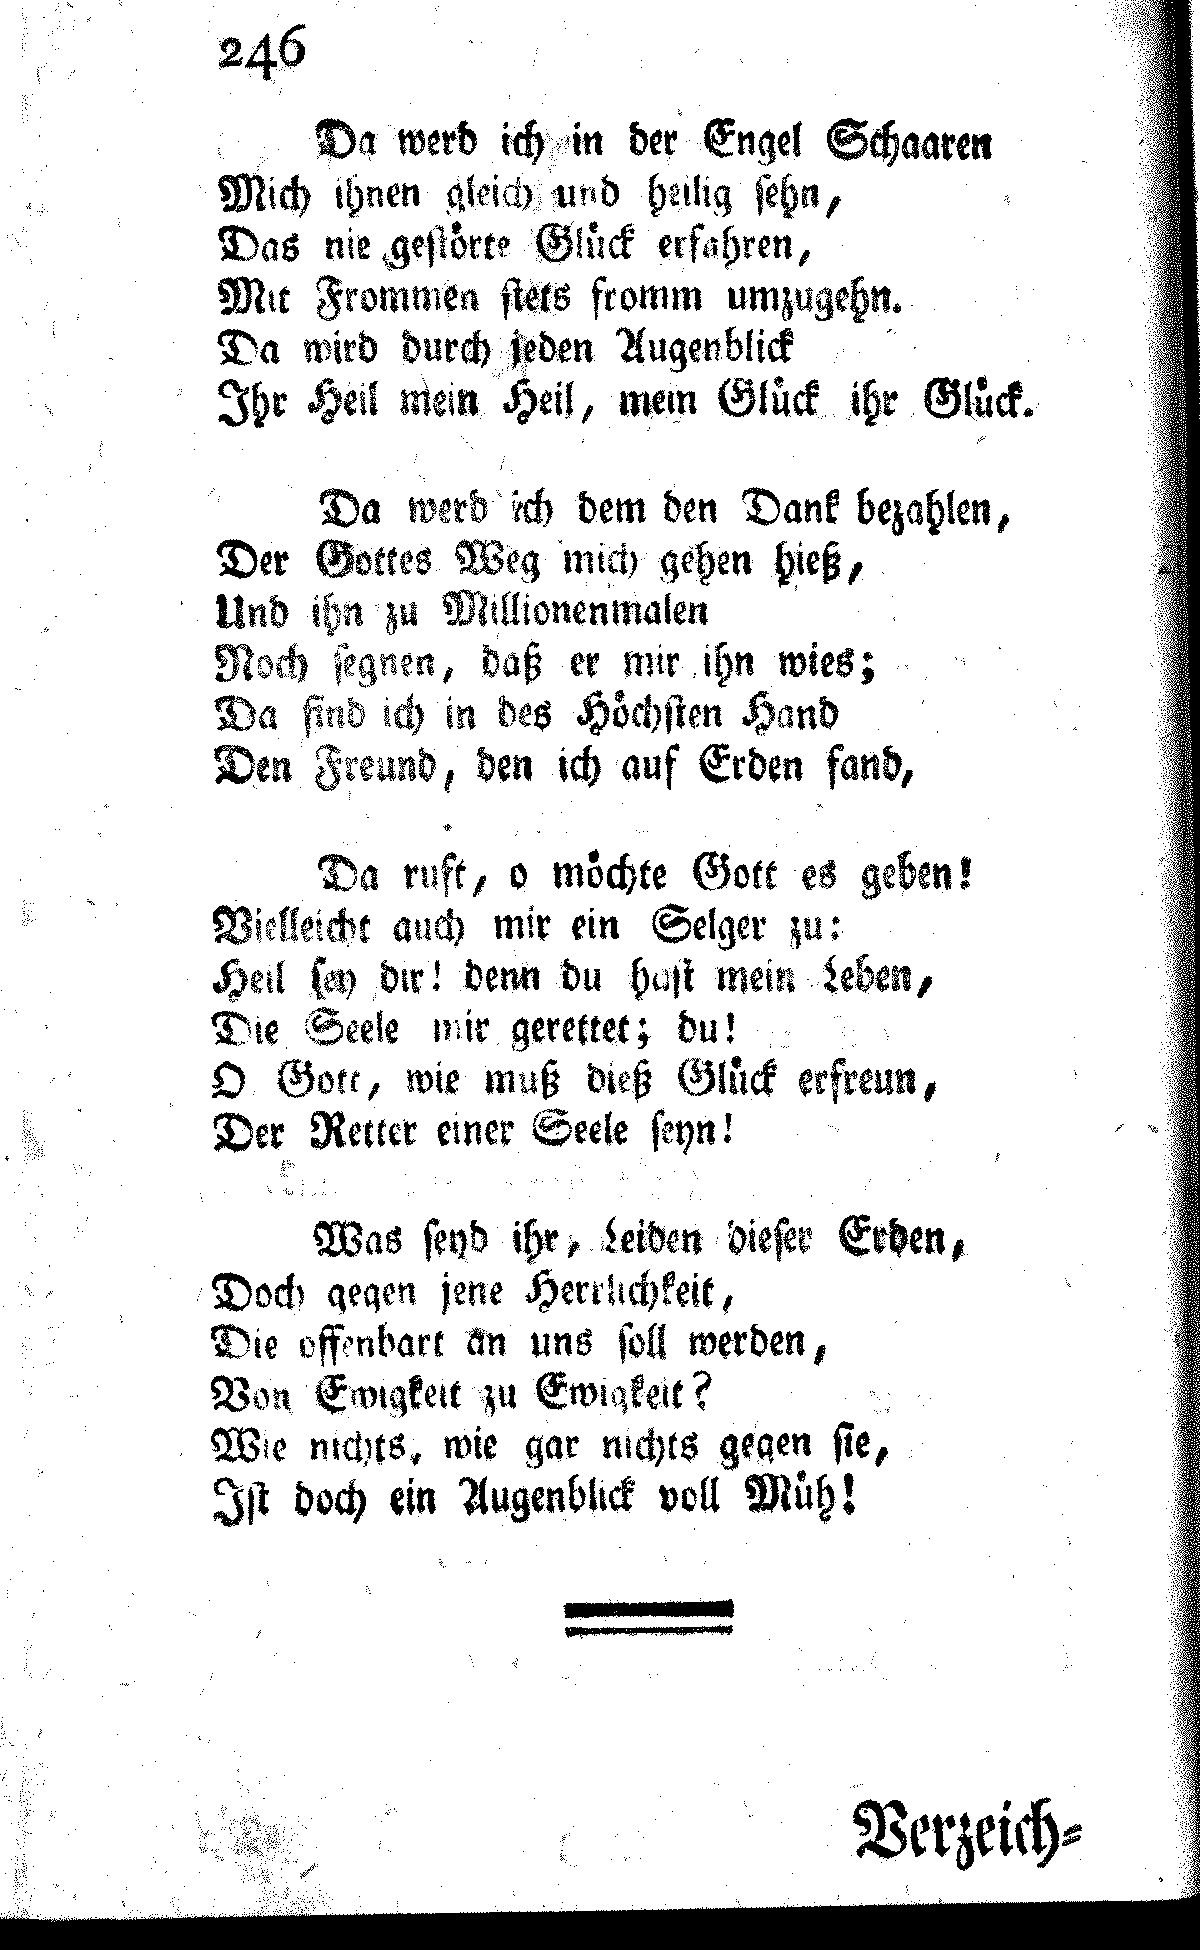 246
Da werd ich in der Engel Schaaren
Mich ihnen gleich und heilig sehn,
Das nie gestörte Glück erfahren,
Mit Frommen stets fromm umzugehn.
Da wird durch jeden Augenblick
Ihr Heil mein Heil, mein Glück ihr Glück.
Da werd ich dem den Dank bezahlen,
Der Gottes Weg mich gehen hieß,
Und ihn zu Millionenmalen
Noch segnen, daß er mir ihn wies;
Da find ich in des Höchsten Hand
Den Freund, den ich auf Erden fand,
Da ruft, o möchte Gott es geben!
Vielleicht auch mir ein Selger zu:
Heil sey dir! denn du hast mein Leben,
Die Seele mir gerettet; du!
O Gott, wie muß dieß Glück erfreun,
Der Retter einer Seele seyn!
Was seyd ihr, Leiden dieser Erden,
Doch gegen jene Herrlichkeit,
Die offenbart an uns soll werden,
Von Ewigkeit zu Ewigkeit?
Wie nichts, wie gar nichts gegen sie,
Ist doch ein Augenblick voll Müh!
Verzeich-